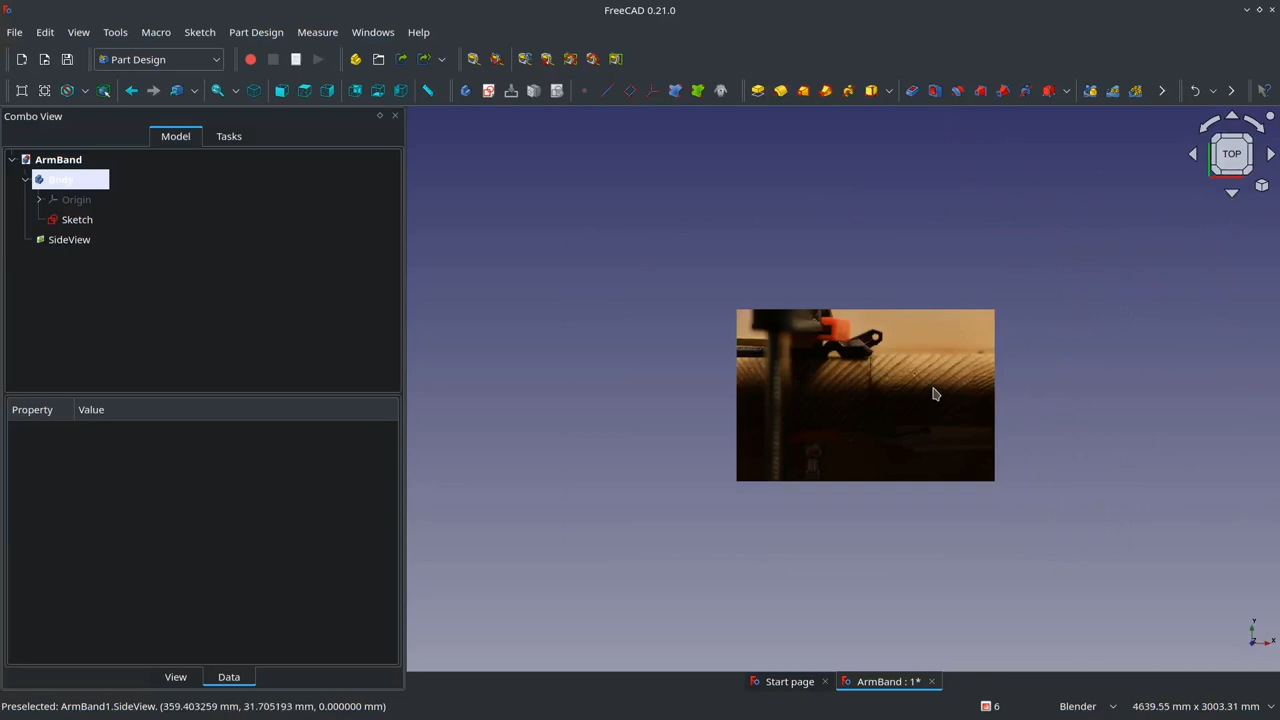 FreeCAD 0.21.0
File Edit View Tools Macro Sketch Part Design Measure Windows Help
Part Design
Combo View
Model Tasks
TOP
ArmBand
Body
Origin
Sketch
SideView
Property Value
Y
X
View Data
Start page ArmBand : 1*
Preselected: ArmBand1.SideView. (359.403259 mm, 31.705193 mm, 0.000000 mm) 6 Blender 4639.55 mm x 3003.31 mm